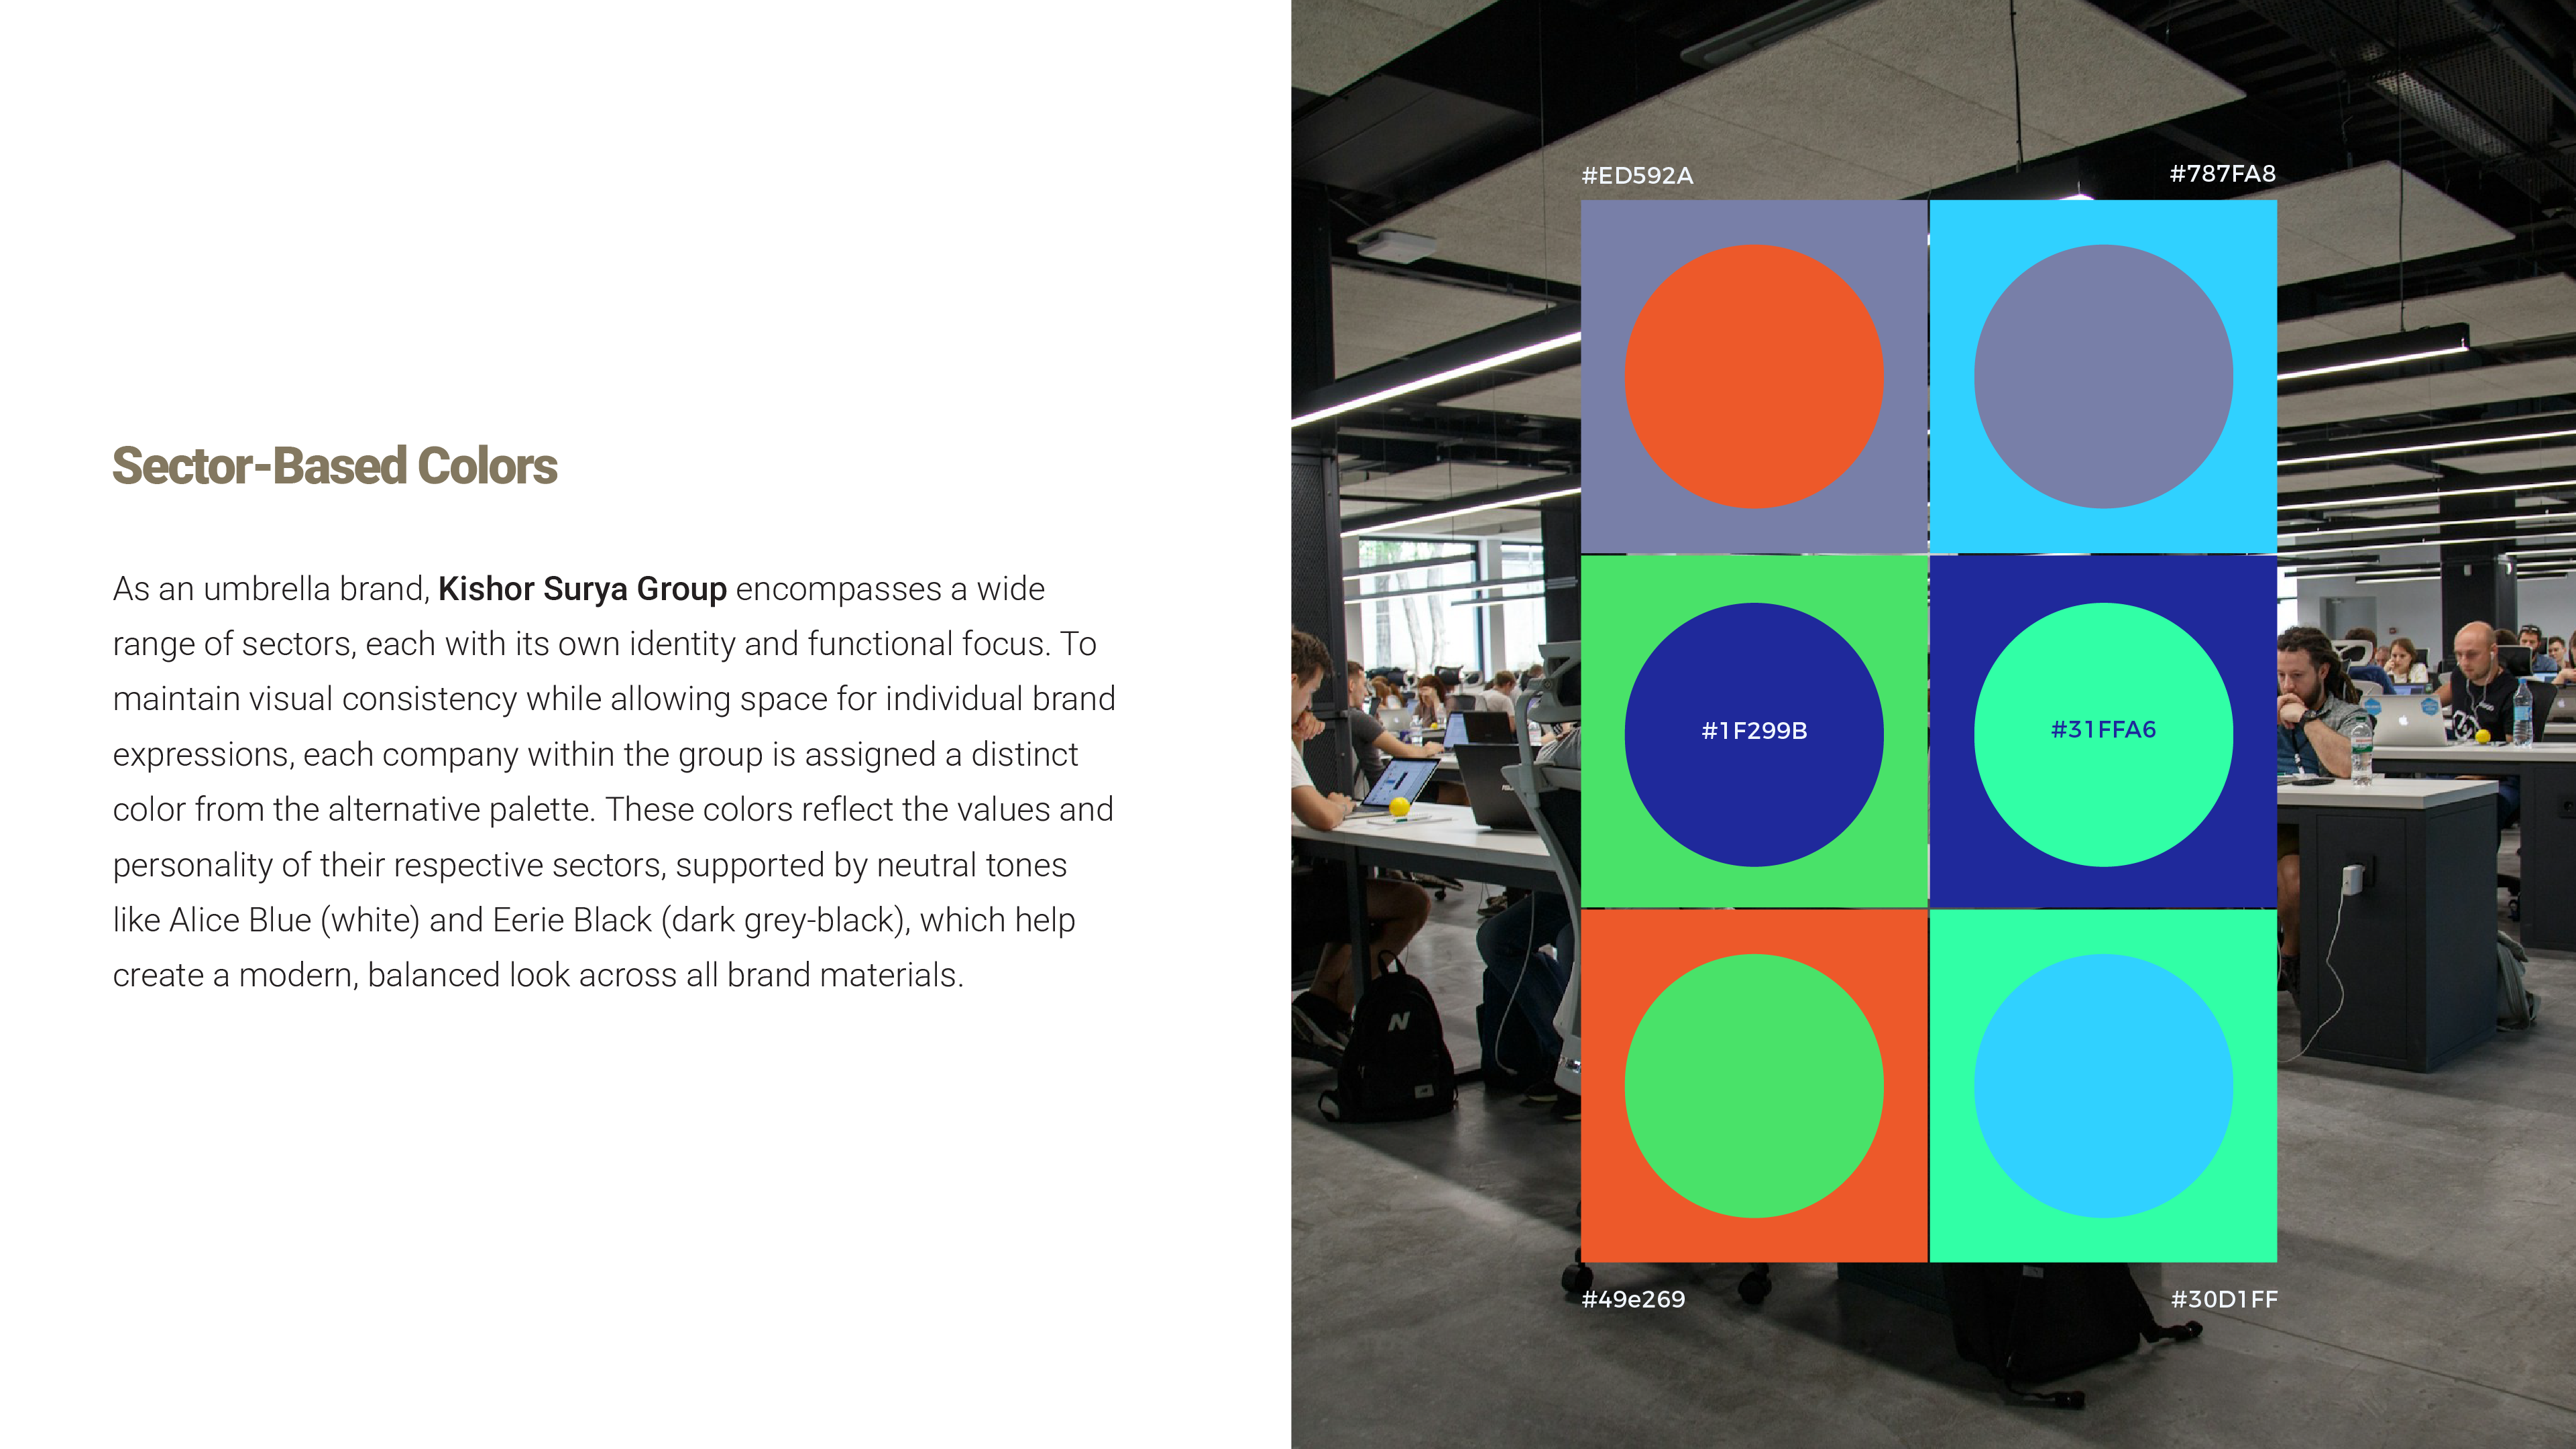 Sector-Based Colors
As an umbrella brand, Kishor Surya Group encompasses a wide
range of sectors, each with its own identity and functional focus. To
maintain visual consistency while allowing space for individual brand
expressions, each company within the group is assigned a distinct
color from the alternative palette. These colors reflect the values and
personality of their respective sectors, supported by neutral tones
like Alice Blue (white) and Eerie Black (dark grey-black), which help
create a modern, balanced look across all brand materials.
#ED592A
#787FA8
#1F299B
#31FFA6
#49e269
#30D1FF